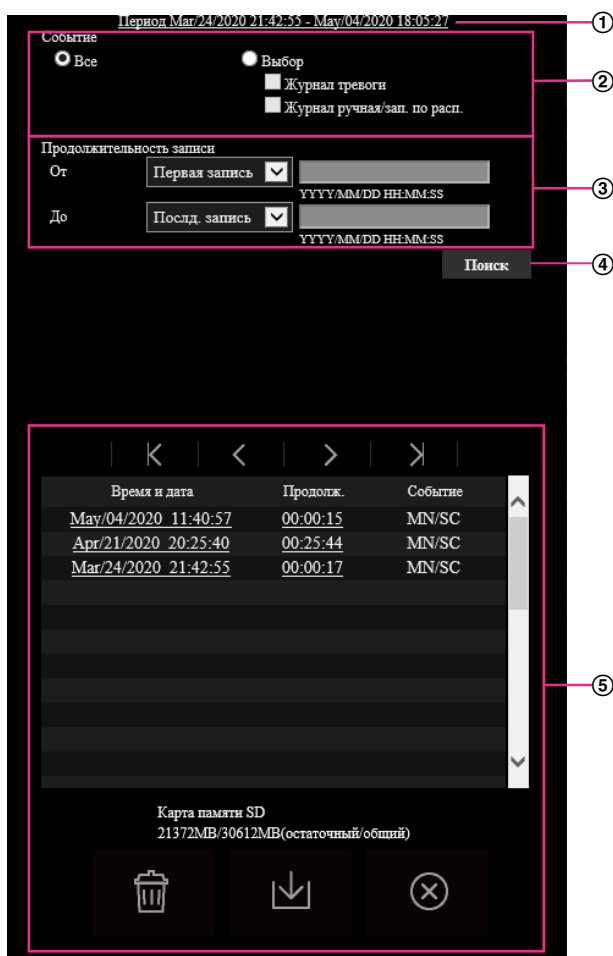 Период Mar/24/2020 21:42:55 - May/04/2020 18:05:27
①
Событие
Все
Выбор
②
Журнал тревоги
Журнал ручная/зап. по расп.
Продолжительность записи
От
Первая запись
YYYY/MM/DD HH:MM:SS
③
До
Послд. запись
YYYY/MM/DD HH:MM:SS
Поиск
④
Время и дата Продолж. Событие
May/04/2020 11:40:57 00:00:15 MN/SC
Apr/21/2020 20:25:40 00:25:44 MN/SC
Mar/24/2020 21:42:55 00:00:17 MN/SC
⑤
Карта памяти SD
21372MB/30612MB(остаточный/общий)